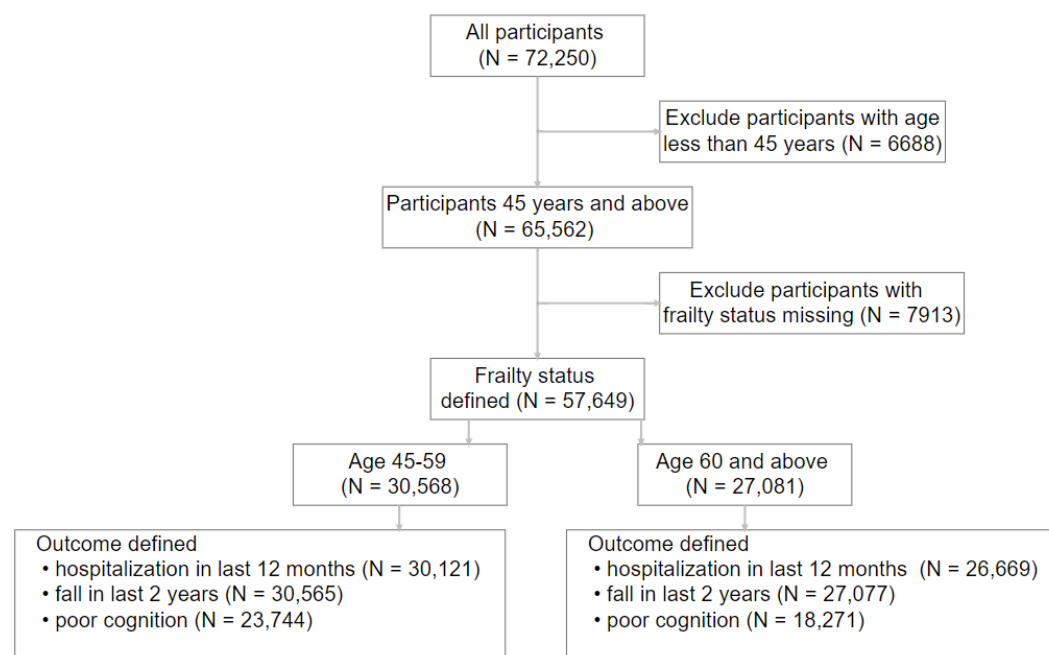 All participants
(N = 72,250)
Exclude participants with age
less than 45 years (N = 6688)
Participants 45 years and above
(N = 65,562)
Exclude participants with
frailty status missing (N = 7913)
Frailty status
defined (N = 57,649)
Age 45-59
(N = 30,568)
Age 60 and above
(N = 27,081)
Outcome defined
• hospitalization in last 12 months (N = 30,121)
• fall in last 2 years (N = 30,565)
• poor cognition (N = 23,744)
Outcome defined
• hospitalization in last 12 months  (N = 26,669)
• fall in last 2 years (N = 27,077)
• poor cognition (N = 18,271)